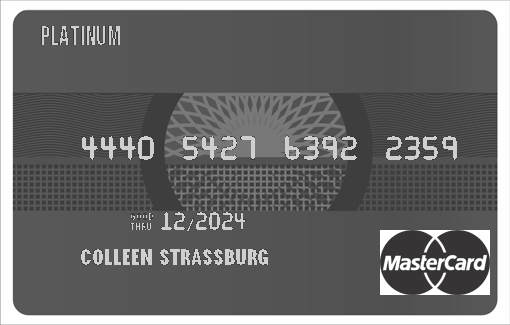 PLATINUM
4440 5427 6392 2359
THRU 12/2024
COLLEEN STRASSBURG
MasterCard